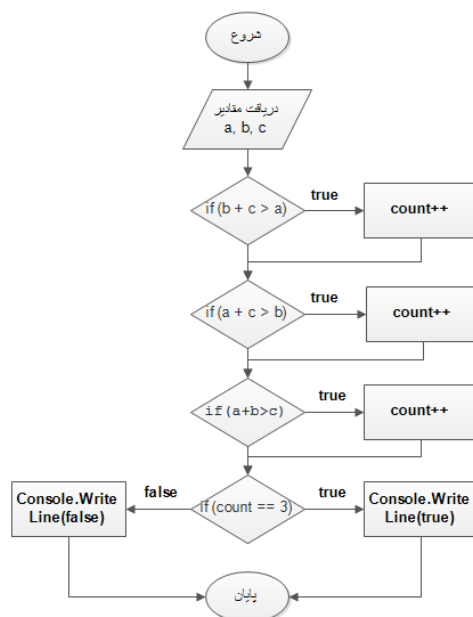 شروع
دریافت مقادیر
a, b, c
if (b + c > a)
true
count++
if (a + c > b)
true
count++
if (a+b>c)
true
count++
if (count == 3)
false
Console.Write
Line(false)
true
Console.Write
Line(true)
پایان